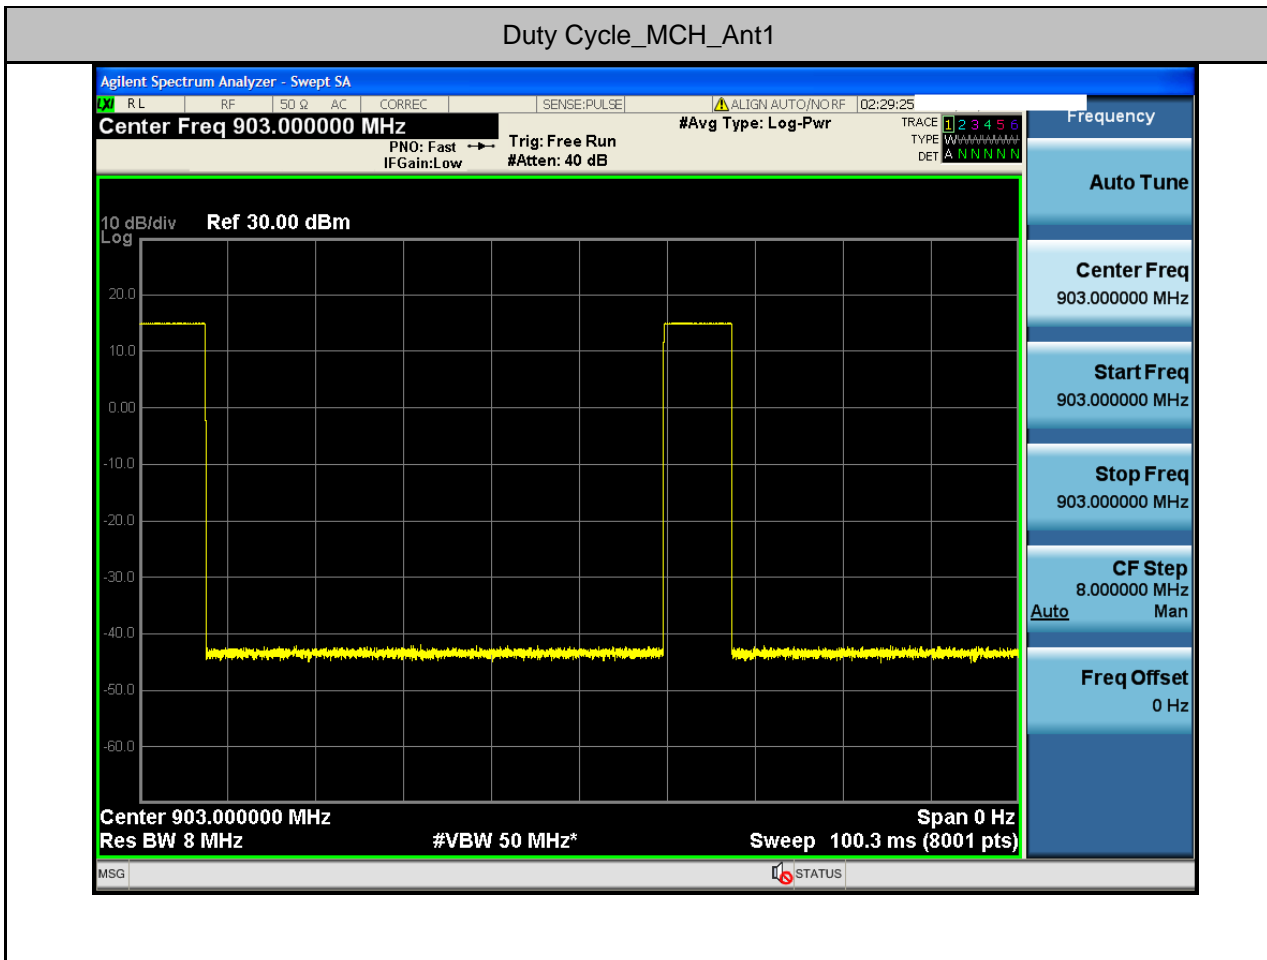 Duty Cycle_MCH_Ant1
Agilent Spectrum Analyzer - Swept SA
LXI RL RF 50 Ω AC CORREC SENSE:PULSE ALIGN AUTO/NO RF 02:29:25
Center Freq 903.000000 MHz
#Avg Type: Log-Pwr
TRACE 1 2 3 4 5 6
TYPE
DET A N N N N N
PNO: Fast
IFGain:Low
Trig: Free Run
#Atten: 40 dB
Frequency
Auto Tune
10 dB/div Ref 30.00 dBm
Log
20.0
10.0
0.00
-10.0
-20.0
-30.0
-40.0
-50.0
-60.0
Center Freq
903.000000 MHz
Start Freq
903.000000 MHz
Stop Freq
903.000000 MHz
CF Step
8.000000 MHz
Auto Man
Freq Offset
0 Hz
Center 903.000000 MHz Span 0 Hz
Res BW 8 MHz #VBW 50 MHz* Sweep 100.3 ms (8001 pts)
MSG STATUS